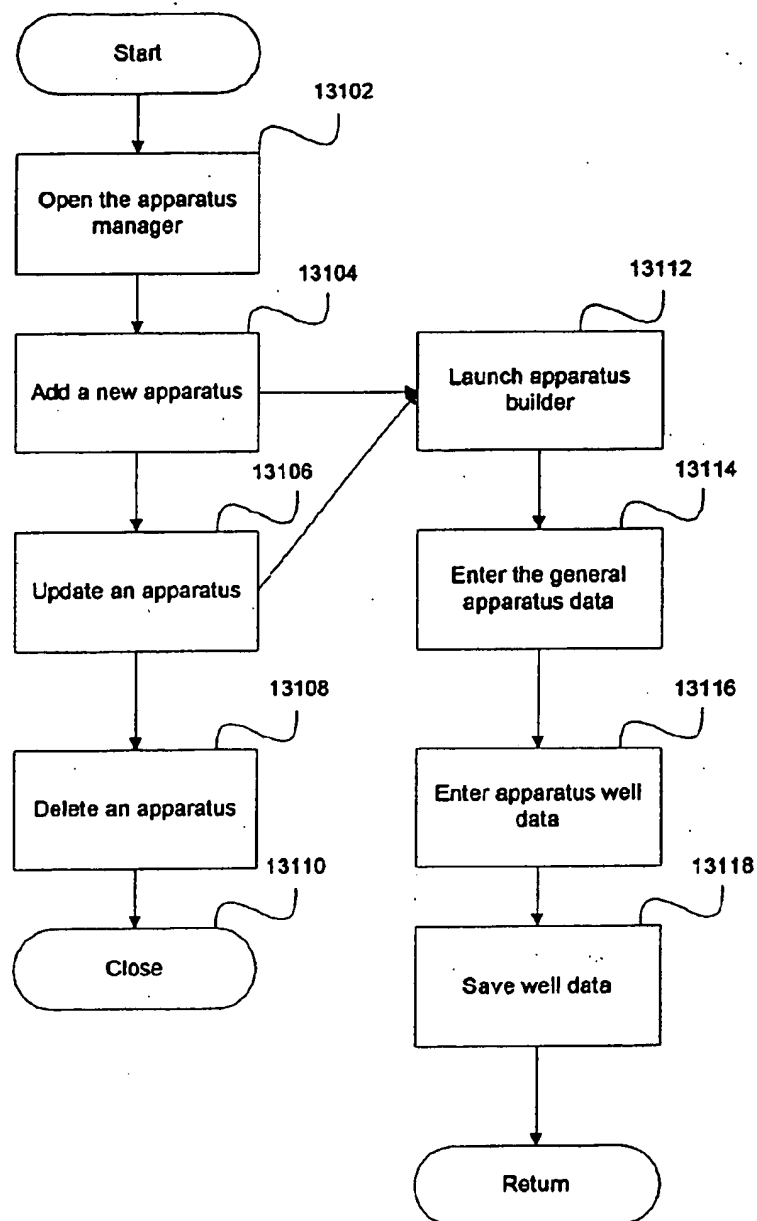 Start
13102
Open the apparatus
manager
13104
Add a new apparatus
13106
Update an apparatus
13108
Delete an apparatus
13110
Close
13112
Launch apparatus
builder
13114
Enter the general
apparatus data
13116
Enter apparatus well
data
13118
Save well data
Return